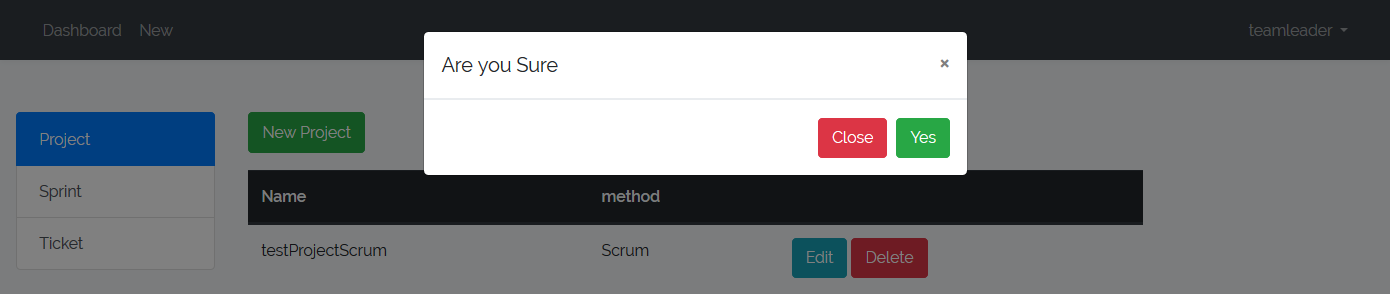 Dashboard New teamleader
Are you Sure ×
Close Yes
Project
Sprint
Ticket
New Project
Name method
testProjectScrum Scrum Edit Delete